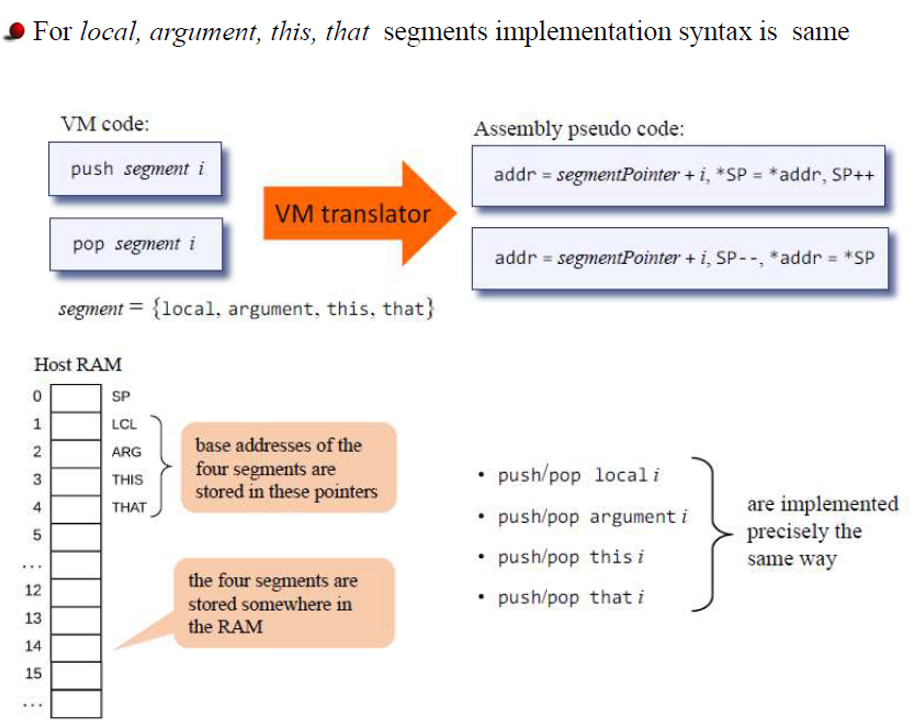 For local, argument, this, that segments implementation syntax is same
VM code:
push segment i
pop segment i
segment = {local, argument, this, that}
VM translator
Assembly pseudo code:
addr = segmentPointer + i, *SP = *addr, SP++
addr = segmentPointer + i, SP--, *addr = *SP
Host RAM
0 SP
1 LCL
2 ARG
3 THIS
4 THAT
5
...
12
13
14
15
...
base addresses of the
four segments are
stored in these pointers
the four segments are
stored somewhere in
the RAM
• push/pop local i
• push/pop argument i
• push/pop this i
• push/pop that i
are implemented
precisely the
same way